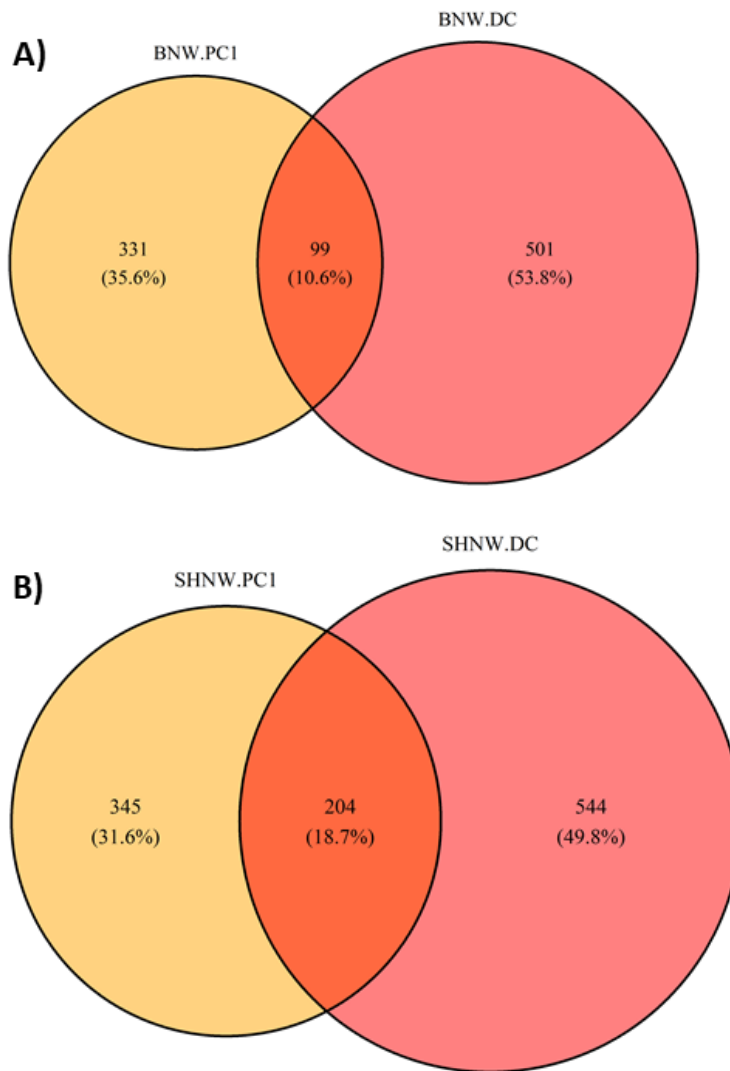 A)
BNW.PC1
BNW.DC
331
(35.6%)
99
(10.6%)
501
(53.8%)
B)
SHNW.PC1
SHNW.DC
345
(31.6%)
204
(18.7%)
544
(49.8%)